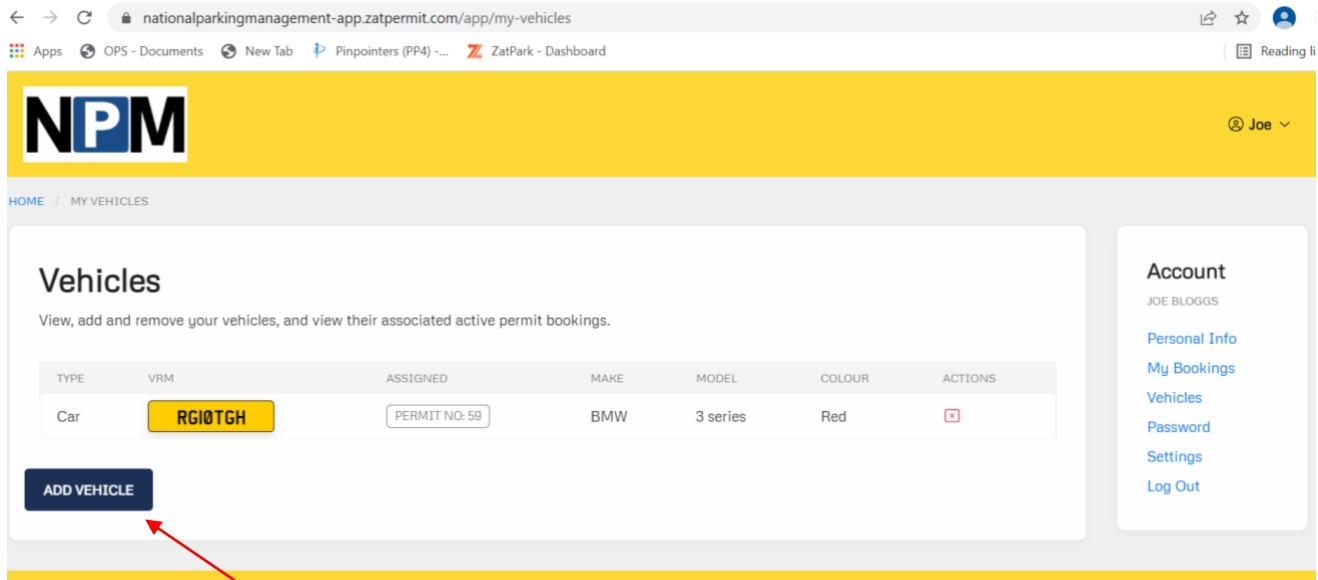 nationalparkingmanagement-app.zatpermit.com/app/my-vehicles
Apps OPS - Documents New Tab Pinpointers (PP4) -... ZatPark - Dashboard Reading li
NPM
Joe
HOME / MY VEHICLES
Vehicles
View, add and remove your vehicles, and view their associated active permit bookings.
TYPE VRM ASSIGNED MAKE MODEL COLOUR ACTIONS
Car RG10TGH PERMIT NO: 59 BMW 3 series Red
ADD VEHICLE
Account
JOE BLOGGS
Personal Info
My Bookings
Vehicles
Password
Settings
Log Out